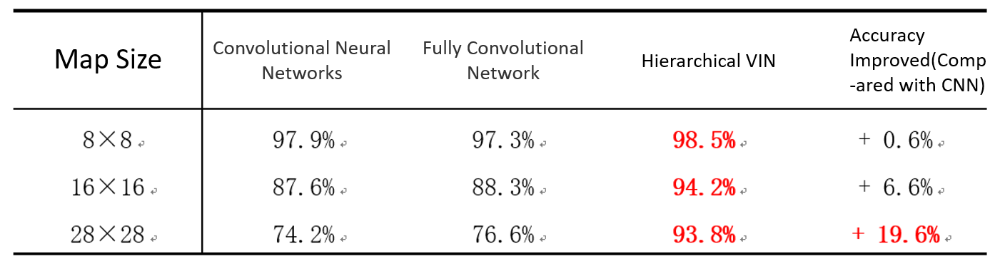 Map Size
Convolutional Neural
Networks
Fully Convolutional
Network
Hierarchical VIN
Accuracy
Improved(Comp
-ared with CNN)
8×8 97.9% 97.3% 98.5% + 0.6%
16×16 87.6% 88.3% 94.2% + 6.6%
28×28 74.2% 76.6% 93.8% + 19.6%